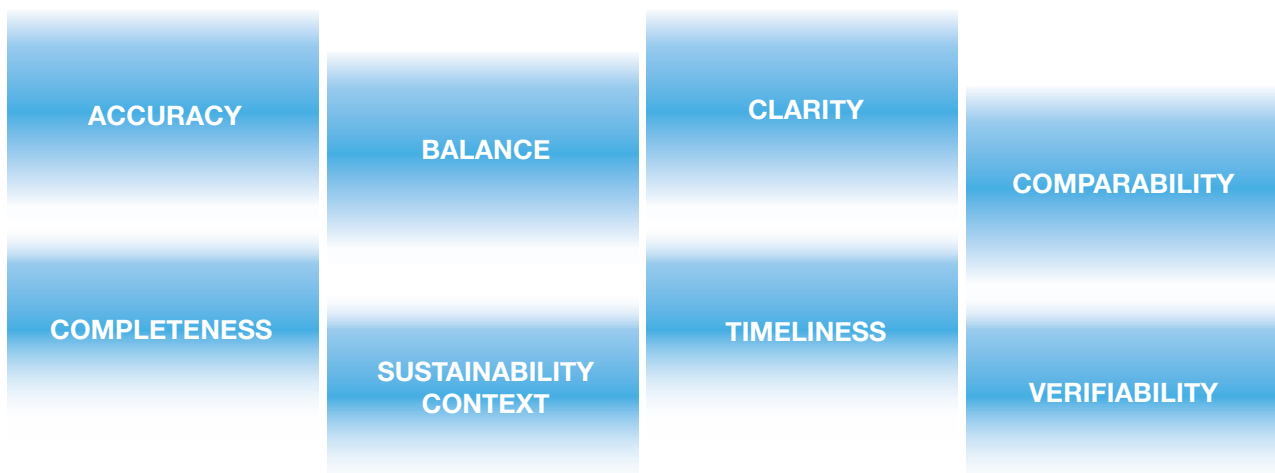 ACCURACY
BALANCE
CLARITY
COMPARABILITY
COMPLETENESS
SUSTAINABILITY
CONTEXT
TIMELINESS
VERIFIABILITY